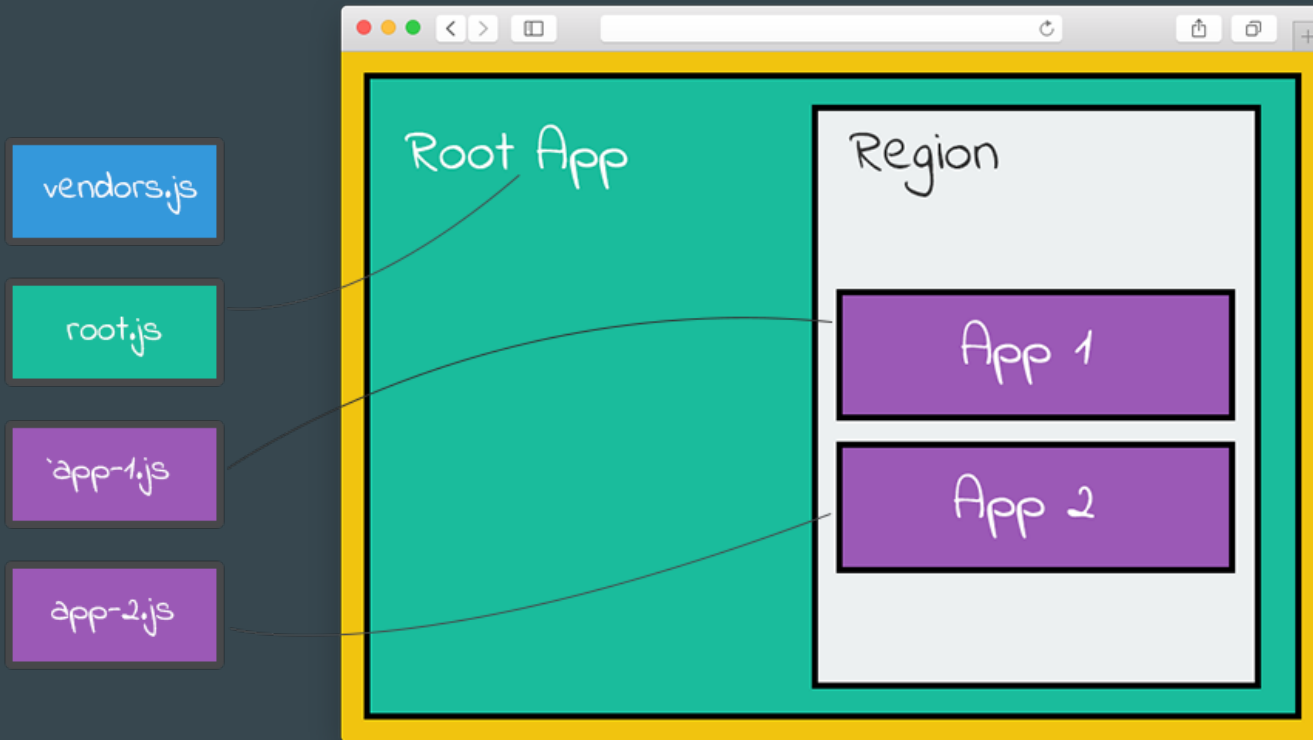 vendors.js
root.js
`app-1.js
app-2.js
Root App
Region
App 1
App 2